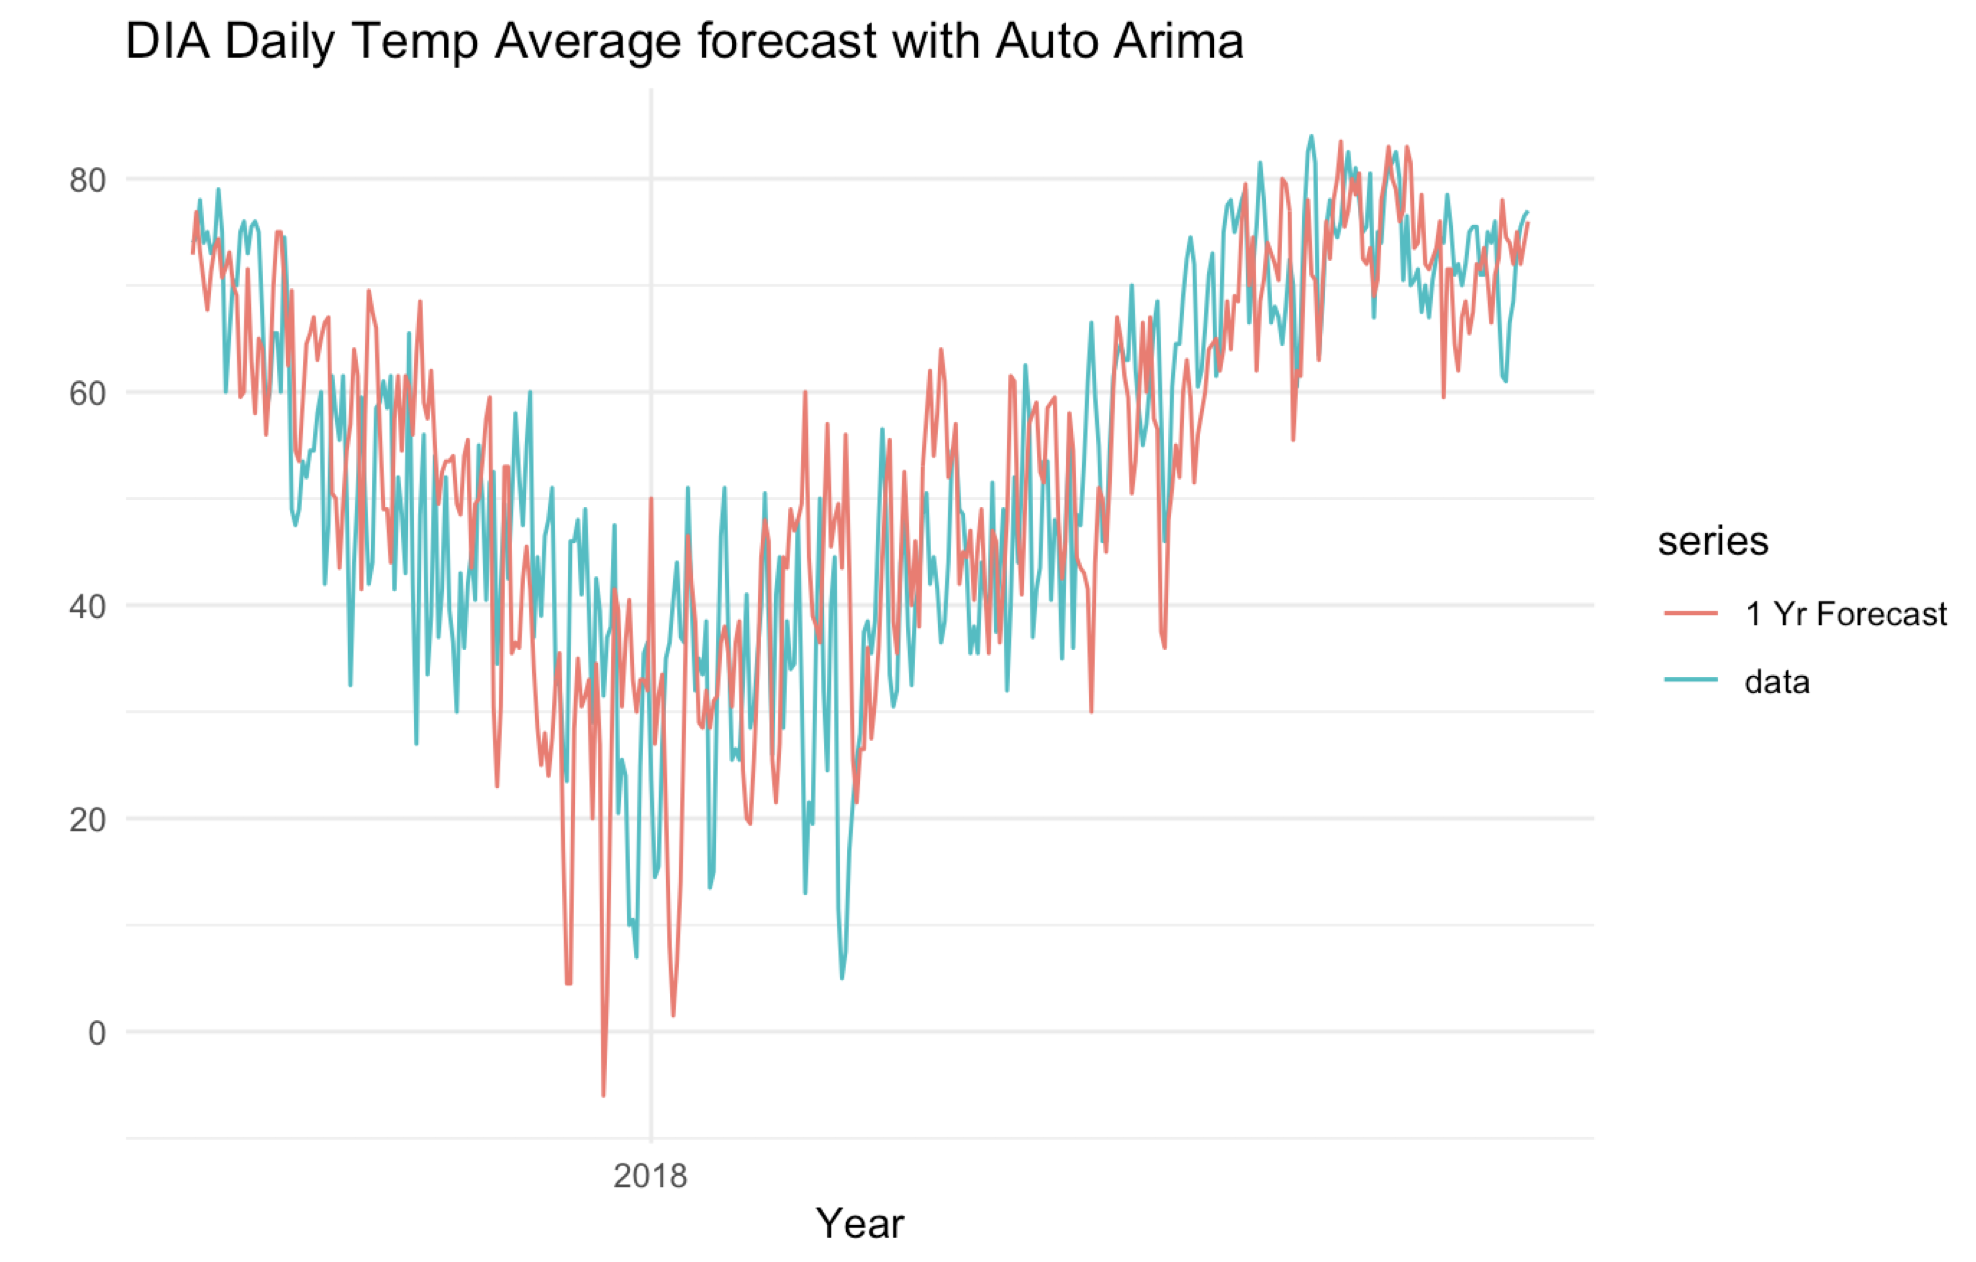 DIA Daily Temp Average forecast with Auto Arima
80
60
40
20
0
2018
Year
series
1 Yr Forecast
data